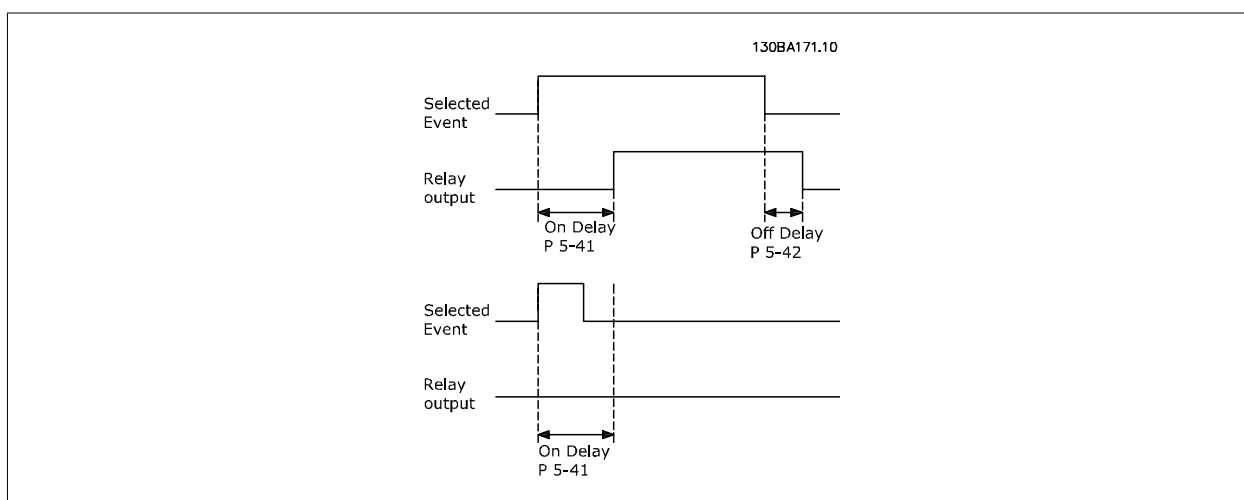 130BA171.10
Selected
Event
Relay
output
On Delay
P 5-41
Off Delay
P 5-42
Selected
Event
Relay
output
On Delay
P 5-41